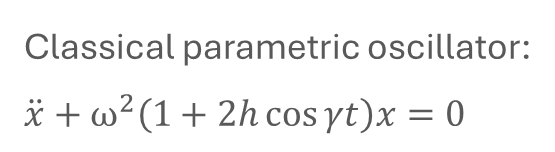 Classical parametric oscillator:
ẍ + ω²(1 + 2h cos γt)x = 0